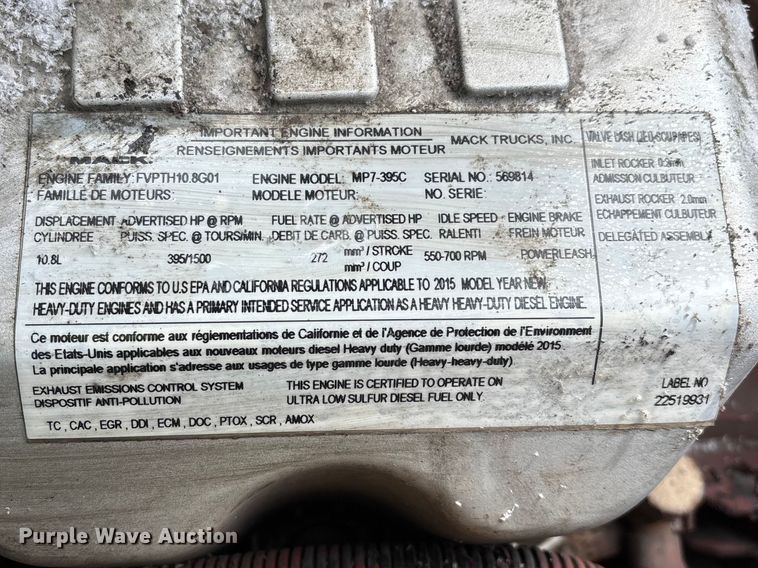 IMPORTANT ENGINE INFORMATION
RENSEIGNEMENTS IMPORTANTS MOTEUR
MACK TRUCKS, INC.
MACK
ENGINE FAMILY: FVPTH10.8G01 ENGINE MODEL: MP7-395C SERIAL NO.: 569814
FAMILLE DE MOTEURS: MODELE MOTEUR: NO. SERIE:
DISPLACEMENT ADVERTISED HP @ RPM FUEL RATE @ ADVERTISED HP IDLE SPEED ENGINE BRAKE
CYLINDRÉE PUISS. SPEC. @ TOURS/MIN. DEBIT DE CARB. @ PUISS. SPEC. RALENTI FREIN MOTEUR
10.8L 395/1500 272 mm³ / STROKE 550-700 RPM POWERLEASH
mm³ / COUP
THIS ENGINE CONFORMS TO U.S EPA AND CALIFORNIA REGULATIONS APPLICABLE TO 2015 MODEL YEAR NEW
HEAVY-DUTY ENGINES AND HAS A PRIMARY INTENDED SERVICE APPLICATION AS A HEAVY HEAVY-DUTY DIESEL ENGINE.
VALVE LASH (JEU-SOUPAPES)
INLET ROCKER 0.2mm
ADMISSION CULBUTEUR
EXHAUST ROCKER 2.0mm
ECHAPPEMENT CULBUTEUR
DELEGATED ASSEMBLY
Ce moteur est conforme aux réglementations de Californie et de l'Agence de Protection de l'Environment
des Etats-Unis applicables aux nouveaux moteurs diesel Heavy duty (Gamme lourde) modélé 2015.
La principale application s'adresse aux usages de type gamme lourde (Heavy-heavy-duty).
EXHAUST EMISSIONS CONTROL SYSTEM THIS ENGINE IS CERTIFIED TO OPERATE ON
DISPOSITIF ANTI-POLLUTION ULTRA LOW SULFUR DIESEL FUEL ONLY.
TC , CAC , EGR , DDI , ECM , DOC , PTOX , SCR , AMOX
LABEL NO
22519931
Purple Wave Auction